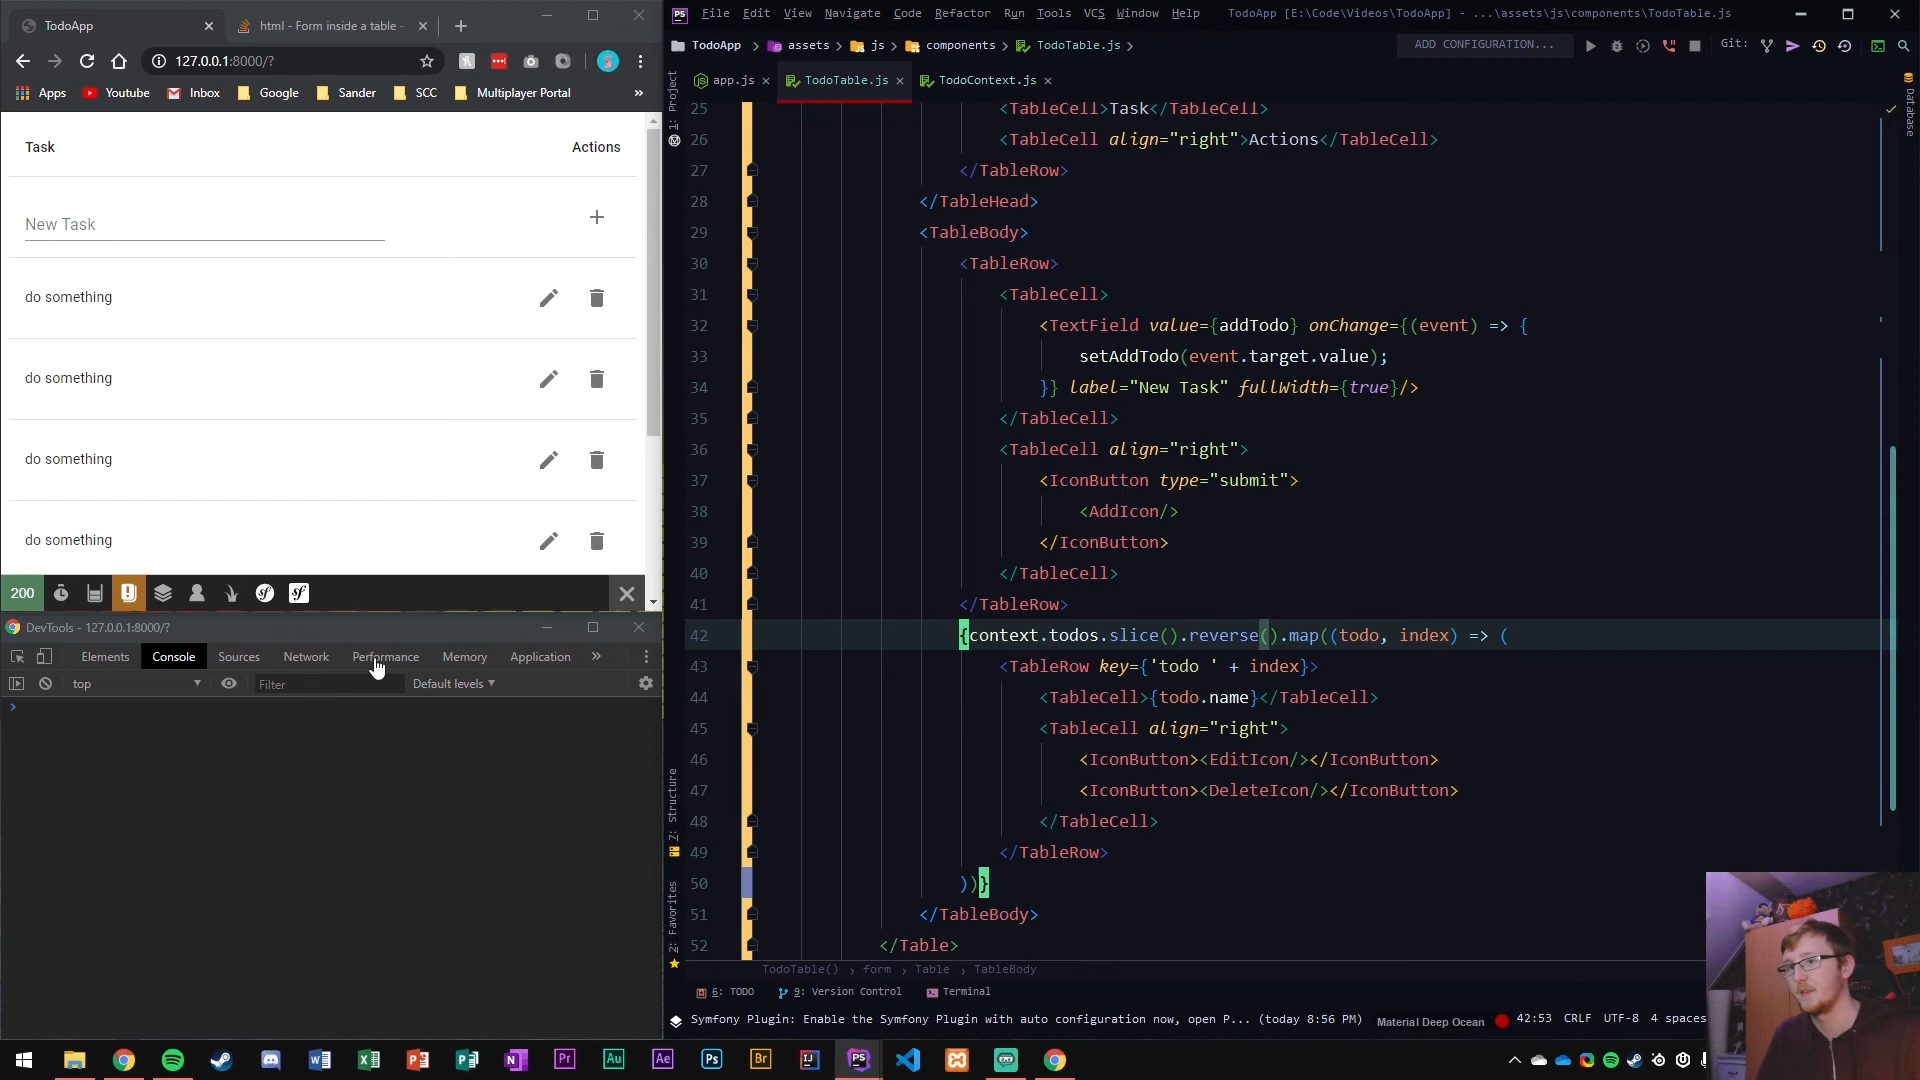 TodoApp
html - Form inside a table -
127.0.0.1:8000/?
Apps
Youtube
Inbox
Google
Sander
SCC
Multiplayer Portal
»
Task
Actions
New Task
+
do something
do something
do something
do something
200
DevTools - 127.0.0.1:8000/?
Elements
Console
Sources
Network
Performance
Memory
Application
»
top
Filter
Default levels
>
File Edit View Navigate Code Refactor Run Tools VCS Window Help
TodoApp [E:\Code\Videos\TodoApp] - ...\assets\js\components\TodoTable.js
TodoApp > assets > js > components > TodoTable.js >
ADD CONFIGURATION...
Git:
app.js
TodoTable.js
TodoContext.js
1: Project
Database
25 <TableCell>Task</TableCell>
26 <TableCell align="right">Actions</TableCell>
27 </TableRow>
28 </TableHead>
29 <TableBody>
30 <TableRow>
31 <TableCell>
32 <TextField value={addTodo} onChange={(event) => {
33 setAddTodo(event.target.value);
34 }} label="New Task" fullWidth={true}/>
35 </TableCell>
36 <TableCell align="right">
37 <IconButton type="submit">
38 <AddIcon/>
39 </IconButton>
40 </TableCell>
41 </TableRow>
42 {context.todos.slice().reverse().map((todo, index) => (
43 <TableRow key={'todo ' + index}>
44 <TableCell>{todo.name}</TableCell>
45 <TableCell align="right">
46 <IconButton><EditIcon/></IconButton>
47 <IconButton><DeleteIcon/></IconButton>
48 </TableCell>
49 </TableRow>
50 ))}
51 </TableBody>
52 </Table>
7: Structure
2: Favorites
TodoTable() > form > Table > TableBody
6: TODO
9: Version Control
Terminal
Symfony Plugin: Enable the Symfony Plugin with auto configuration now, open P... (today 8:56 PM)
Material Deep Ocean
42:53
CRLF
UTF-8
4 spaces